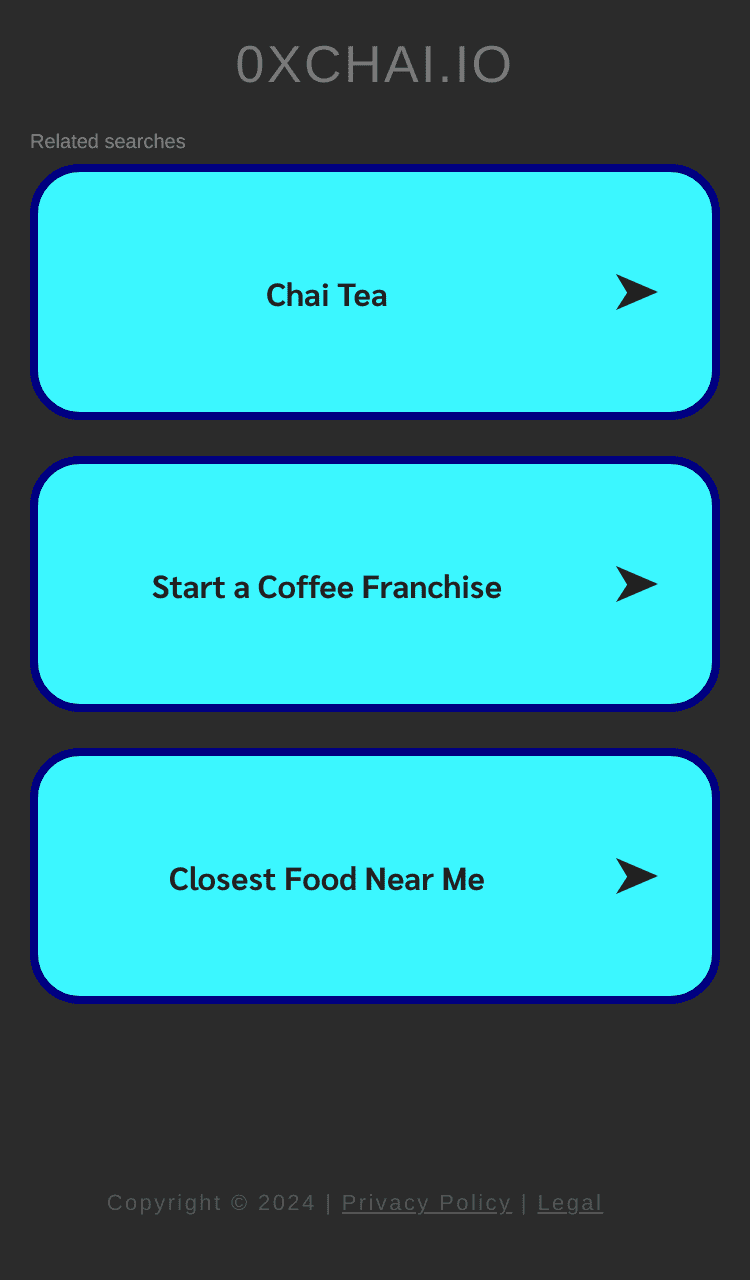 0XCHAI.IO
Related searches
Chai Tea
Start a Coffee Franchise
Closest Food Near Me
Copyright © 2024 | Privacy Policy | Legal